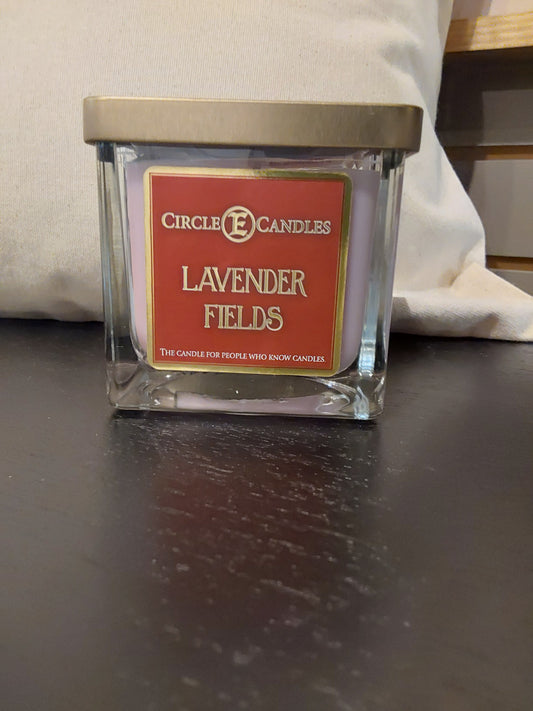 CIRCLE E CANDLES
LAVENDER
FIELDS
THE CANDLE FOR PEOPLE WHO KNOW CANDLES.